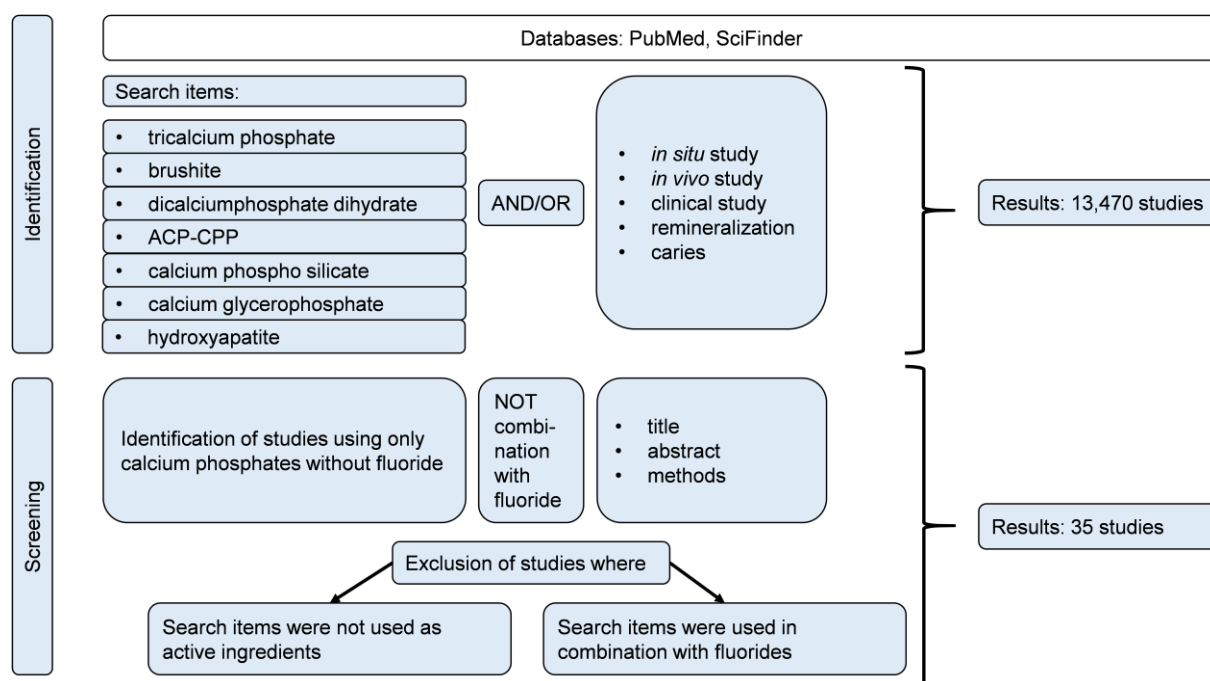 Identification
Databases: PubMed, SciFinder
Search items:
• tricalcium phosphate
• brushite
• dicalciumphosphate dihydrate
• ACP-CPP
• calcium phospho silicate
• calcium glycerophosphate
• hydroxyapatite
AND/OR
• in situ study
• in vivo study
• clinical study
• remineralization
• caries
Results: 13,470 studies
Screening
Identification of studies using only
calcium phosphates without fluoride
NOT
combi-
nation
with
fluoride
• title
• abstract
• methods
Exclusion of studies where
Search items were not used as
active ingredients
Search items were used in
combination with fluorides
Results: 35 studies